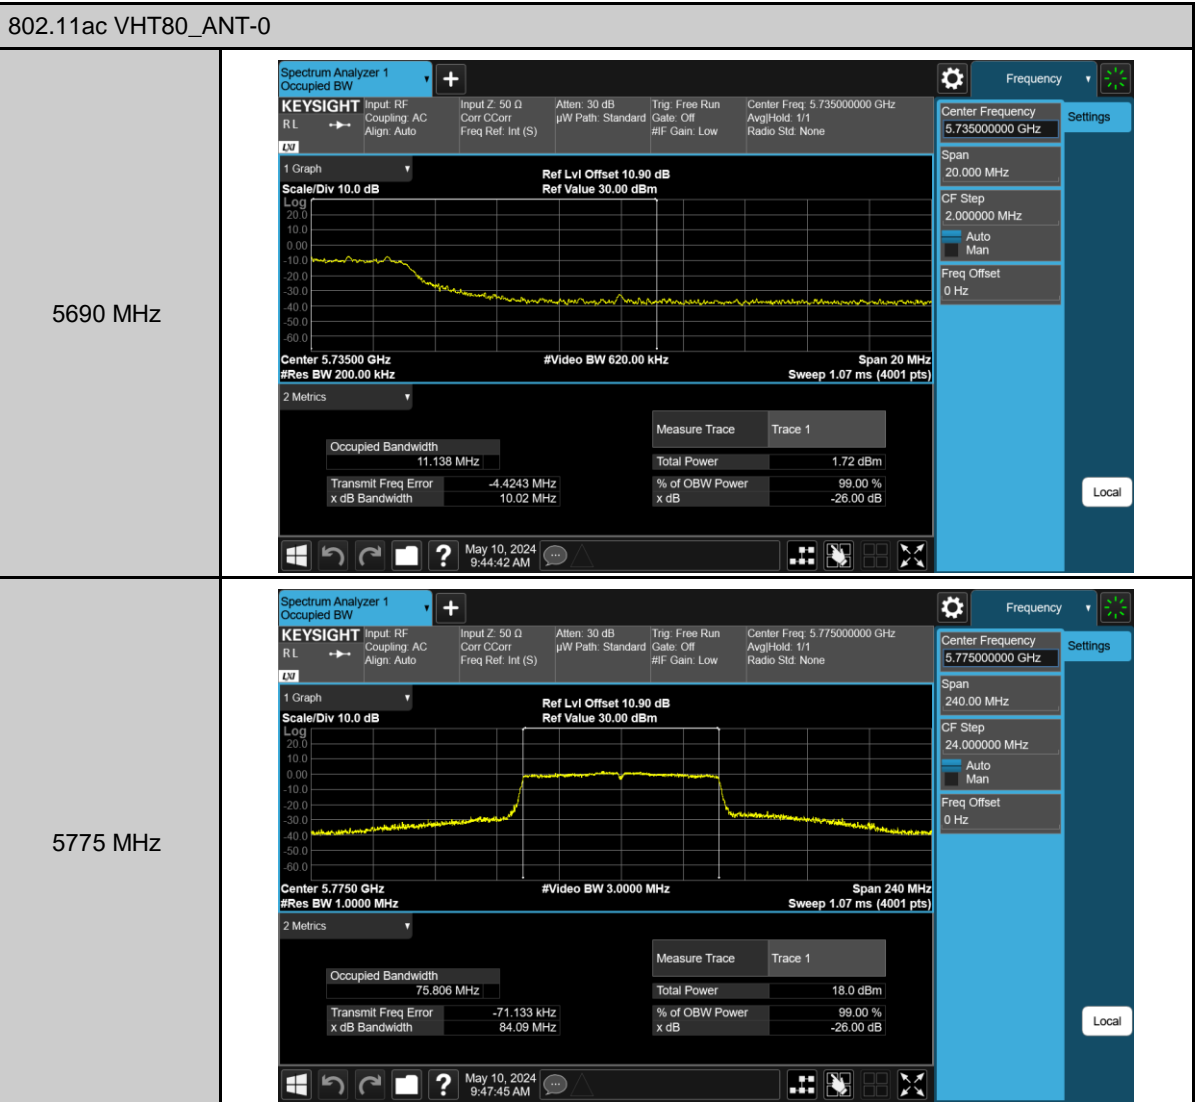 802.11ac VHT80_ANT-0
5690 MHz
Spectrum Analyzer 1
Occupied BW
+
Frequency
KEYSIGHT
RL
LXI
Input: RF
Coupling: AC
Align: Auto
Input Z: 50 Ω
Corr CCorr
Freq Ref: Int (S)
Atten: 30 dB
µW Path: Standard
Trig: Free Run
Gate: Off
#IF Gain: Low
Center Freq: 5.735000000 GHz
Avg|Hold: 1/1
Radio Std: None
Center Frequency
5.735000000 GHz
Settings
Span
20.000 MHz
CF Step
2.000000 MHz
Auto
Man
Freq Offset
0 Hz
Local
1 Graph
Scale/Div 10.0 dB
Ref Lvl Offset 10.90 dB
Ref Value 30.00 dBm
Log
20.0
10.0
0.00
-10.0
-20.0
-30.0
-40.0
-50.0
-60.0
Center 5.73500 GHz
#Video BW 620.00 kHz
Span 20 MHz
#Res BW 200.00 kHz
Sweep 1.07 ms (4001 pts)
2 Metrics
Measure Trace Trace 1
Occupied Bandwidth
11.138 MHz
Total Power 1.72 dBm
Transmit Freq Error -4.4243 MHz
% of OBW Power 99.00 %
x dB Bandwidth 10.02 MHz
x dB -26.00 dB
?
May 10, 2024
9:44:42 AM
5775 MHz
Spectrum Analyzer 1
Occupied BW
+
Frequency
KEYSIGHT
RL
LXI
Input: RF
Coupling: AC
Align: Auto
Input Z: 50 Ω
Corr CCorr
Freq Ref: Int (S)
Atten: 30 dB
µW Path: Standard
Trig: Free Run
Gate: Off
#IF Gain: Low
Center Freq: 5.775000000 GHz
Avg|Hold: 1/1
Radio Std: None
Center Frequency
5.775000000 GHz
Settings
Span
240.00 MHz
CF Step
24.000000 MHz
Auto
Man
Freq Offset
0 Hz
Local
1 Graph
Scale/Div 10.0 dB
Ref Lvl Offset 10.90 dB
Ref Value 30.00 dBm
Log
20.0
10.0
0.00
-10.0
-20.0
-30.0
-40.0
-50.0
-60.0
Center 5.7750 GHz
#Video BW 3.0000 MHz
Span 240 MHz
#Res BW 1.0000 MHz
Sweep 1.07 ms (4001 pts)
2 Metrics
Measure Trace Trace 1
Occupied Bandwidth
75.806 MHz
Total Power 18.0 dBm
Transmit Freq Error -71.133 kHz
% of OBW Power 99.00 %
x dB Bandwidth 84.09 MHz
x dB -26.00 dB
?
May 10, 2024
9:47:45 AM